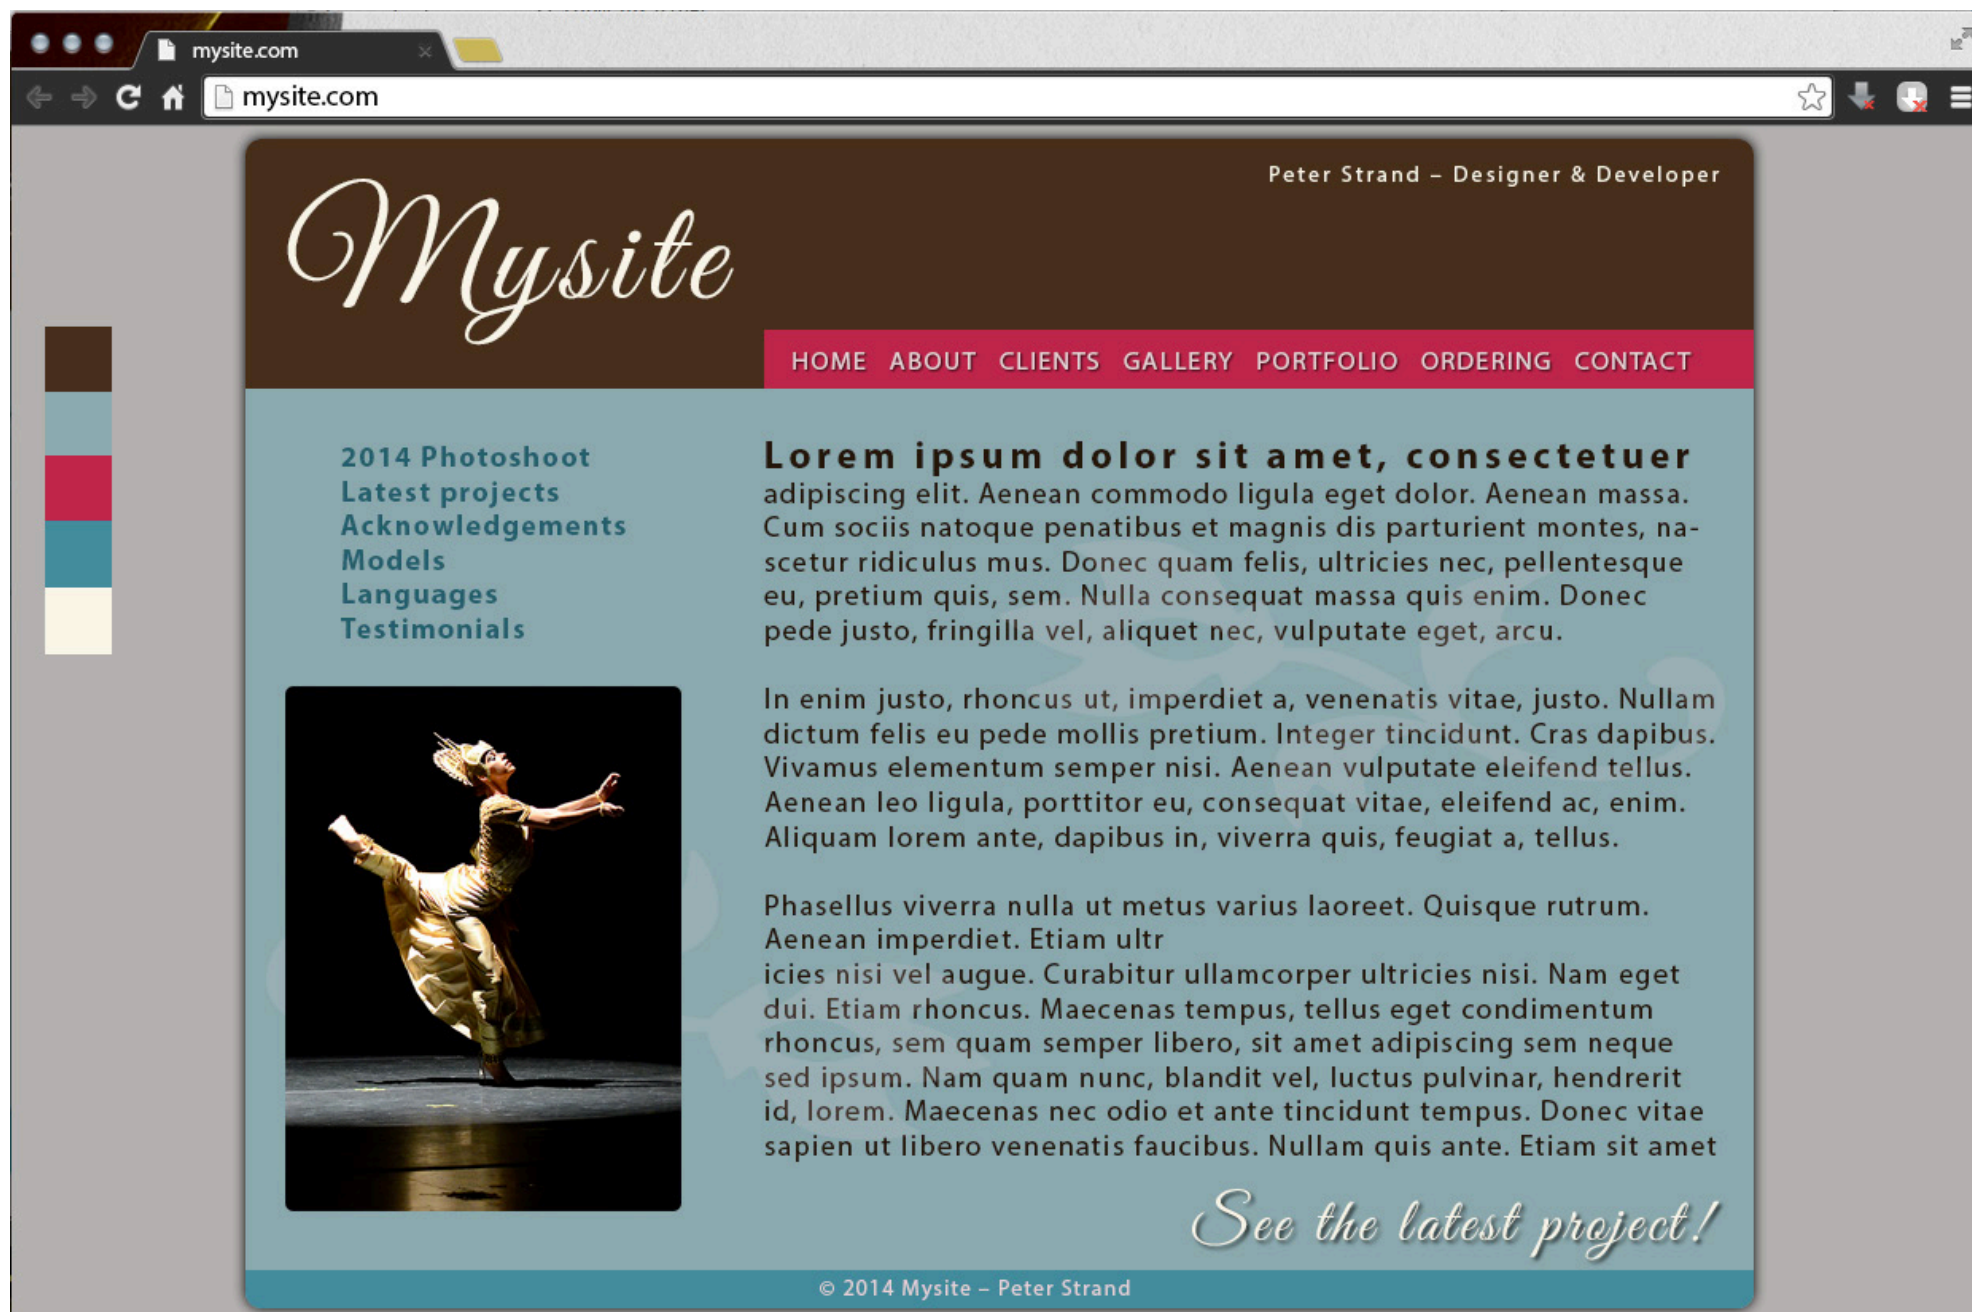 mysite.com
mysite.com
Peter Strand – Designer & Developer
Mysite
HOME ABOUT CLIENTS GALLERY PORTFOLIO ORDERING CONTACT
2014 Photoshoot
Latest projects
Acknowledgements
Models
Languages
Testimonials
Lorem ipsum dolor sit amet, consectetuer
adipiscing elit. Aenean commodo ligula eget dolor. Aenean massa.
Cum sociis natoque penatibus et magnis dis parturient montes, na-
scetur ridiculus mus. Donec quam felis, ultricies nec, pellentesque
eu, pretium quis, sem. Nulla consequat massa quis enim. Donec
pede justo, fringilla vel, aliquet nec, vulputate eget, arcu.
In enim justo, rhoncus ut, imperdiet a, venenatis vitae, justo. Nullam
dictum felis eu pede mollis pretium. Integer tincidunt. Cras dapibus.
Vivamus elementum semper nisi. Aenean vulputate eleifend tellus.
Aenean leo ligula, porttitor eu, consequat vitae, eleifend ac, enim.
Aliquam lorem ante, dapibus in, viverra quis, feugiat a, tellus.
Phasellus viverra nulla ut metus varius laoreet. Quisque rutrum.
Aenean imperdiet. Etiam ultr
icies nisi vel augue. Curabitur ullamcorper ultricies nisi. Nam eget
dui. Etiam rhoncus. Maecenas tempus, tellus eget condimentum
rhoncus, sem quam semper libero, sit amet adipiscing sem neque
sed ipsum. Nam quam nunc, blandit vel, luctus pulvinar, hendrerit
id, lorem. Maecenas nec odio et ante tincidunt tempus. Donec vitae
sapien ut libero venenatis faucibus. Nullam quis ante. Etiam sit amet
See the latest project!
© 2014 Mysite – Peter Strand